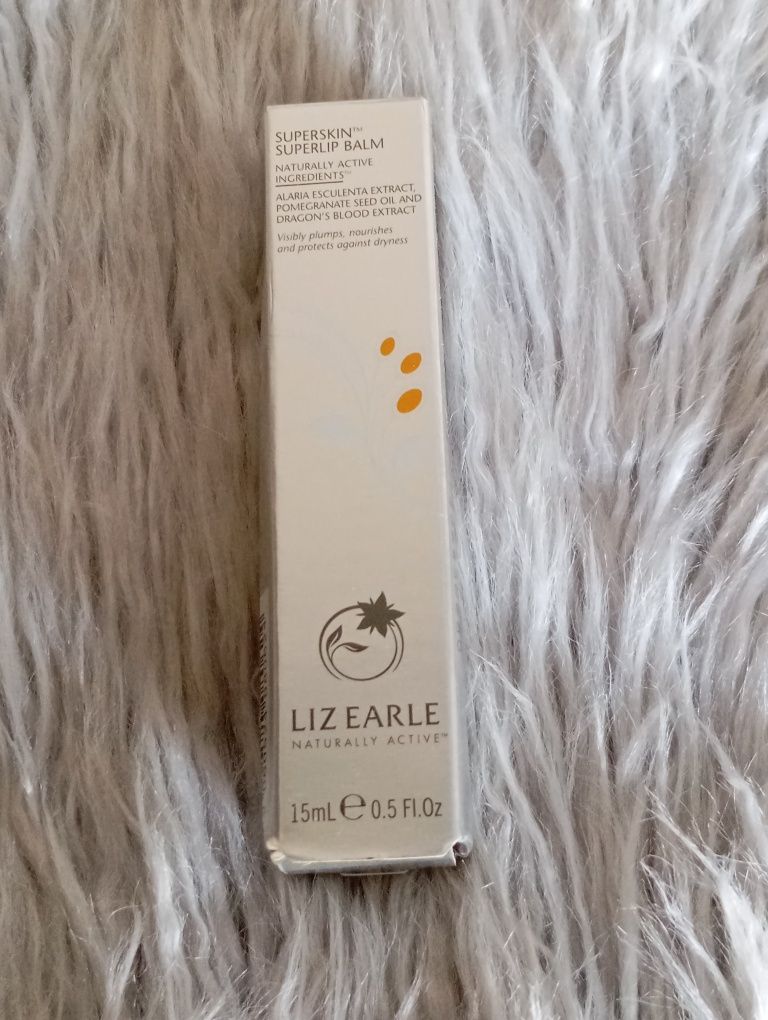 SUPERSKIN™
SUPERLIP BALM
NATURALLY ACTIVE
INGREDIENTS™
ALARIA ESCULENTA EXTRACT,
POMEGRANATE SEED OIL AND
DRAGON'S BLOOD EXTRACT
Visibly plumps, nourishes
and protects against dryness
LIZ EARLE
NATURALLY ACTIVE™
15mL ℮ 0.5 Fl.Oz